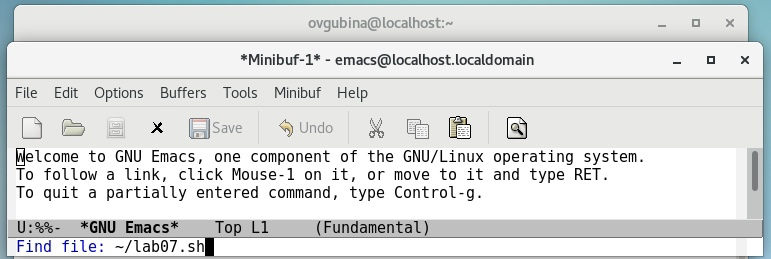 ovgubina@localhost:~
*Minibuf-1* - emacs@localhost.localdomain
File Edit Options Buffers Tools Minibuf Help
Save Undo
Welcome to GNU Emacs, one component of the GNU/Linux operating system.
To follow a link, click Mouse-1 on it, or move to it and type RET.
To quit a partially entered command, type Control-g.
U:%%- *GNU Emacs* Top L1 (Fundamental)
Find file: ~/lab07.sh